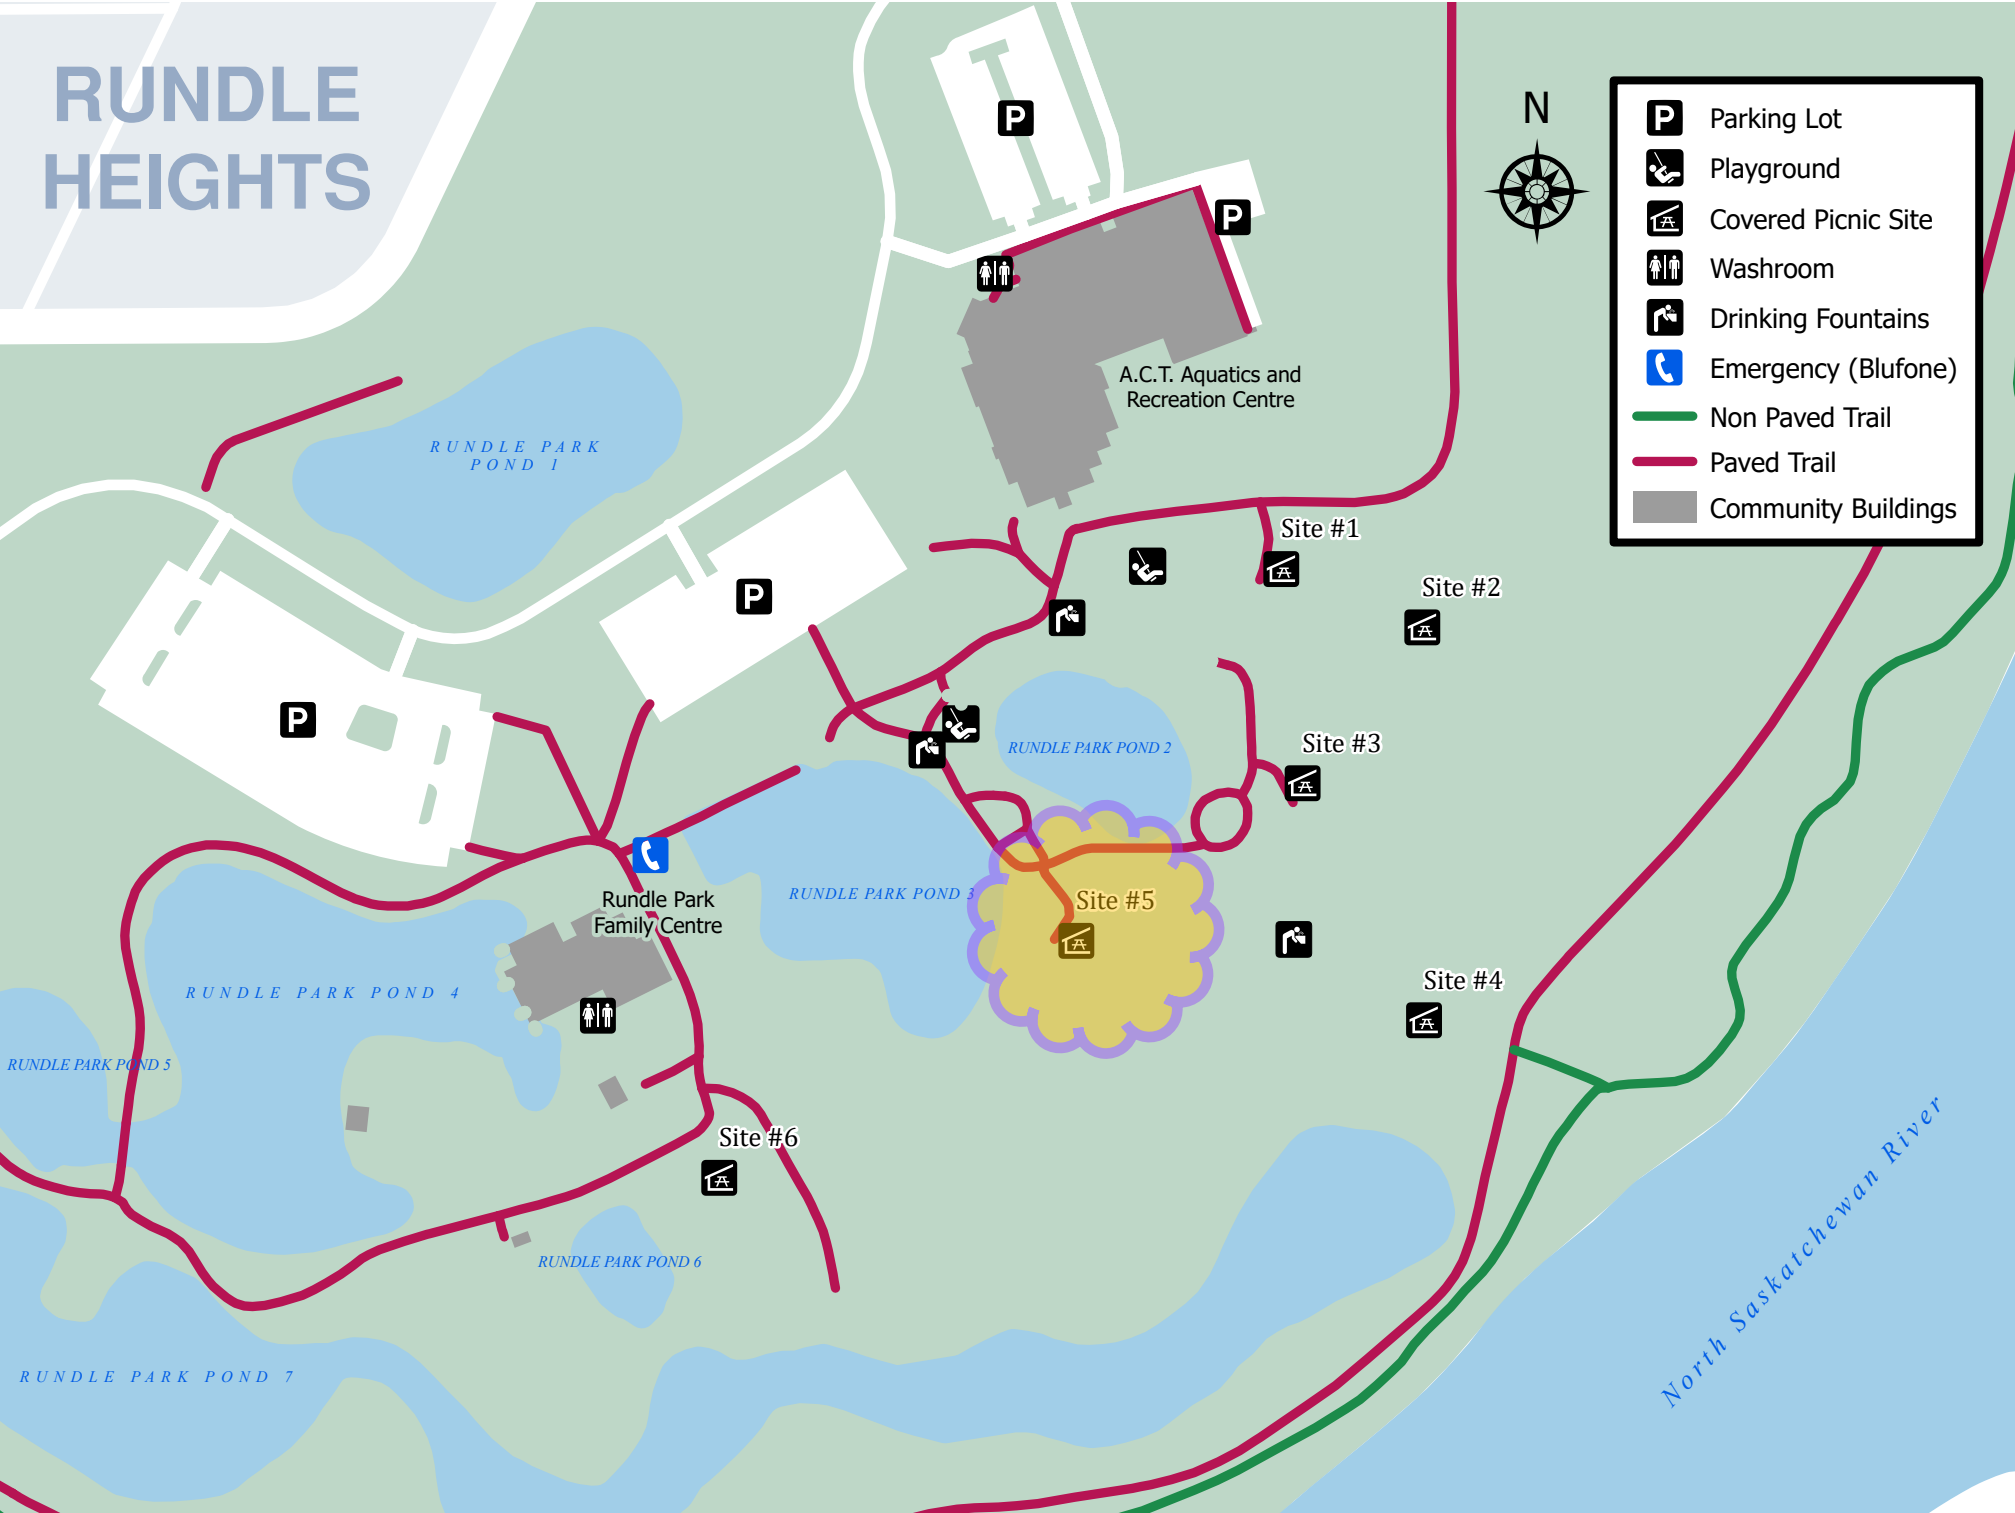 RUNDLE
HEIGHTS
P
P
N
P
Parking Lot
Playground
Covered Picnic Site
Washroom
Drinking Fountains
Emergency (Blufone)
Non Paved Trail
Paved Trail
Community Buildings
A.C.T. Aquatics and
Recreation Centre
RUNDLE PARK
POND 1
Site #1
Site #2
P
P
RUNDLE PARK POND 2
Site #3
RUNDLE PARK POND 3
Site #5
Rundle Park
Family Centre
Site #4
RUNDLE PARK POND 4
RUNDLE PARK POND 5
Site #6
RUNDLE PARK POND 6
North Saskatchewan River
RUNDLE PARK POND 7